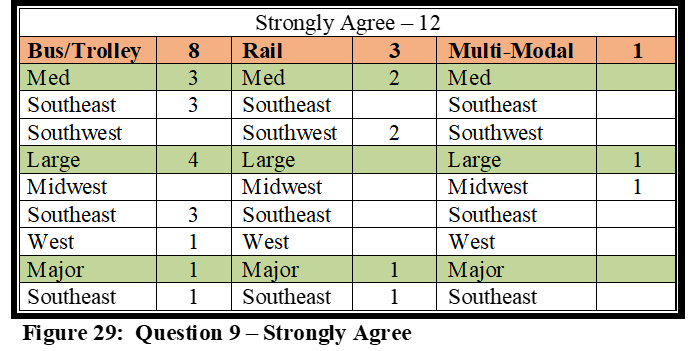 Strongly Agree – 12
Bus/Trolley 8 Rail 3 Multi-Modal 1
Med 3 Med 2 Med
Southeast 3 Southeast Southeast
Southwest Southwest 2 Southwest
Large 4 Large Large 1
Midwest Midwest Midwest 1
Southeast 3 Southeast Southeast
West 1 West West
Major 1 Major 1 Major
Southeast 1 Southeast 1 Southeast
Figure 29: Question 9 – Strongly Agree